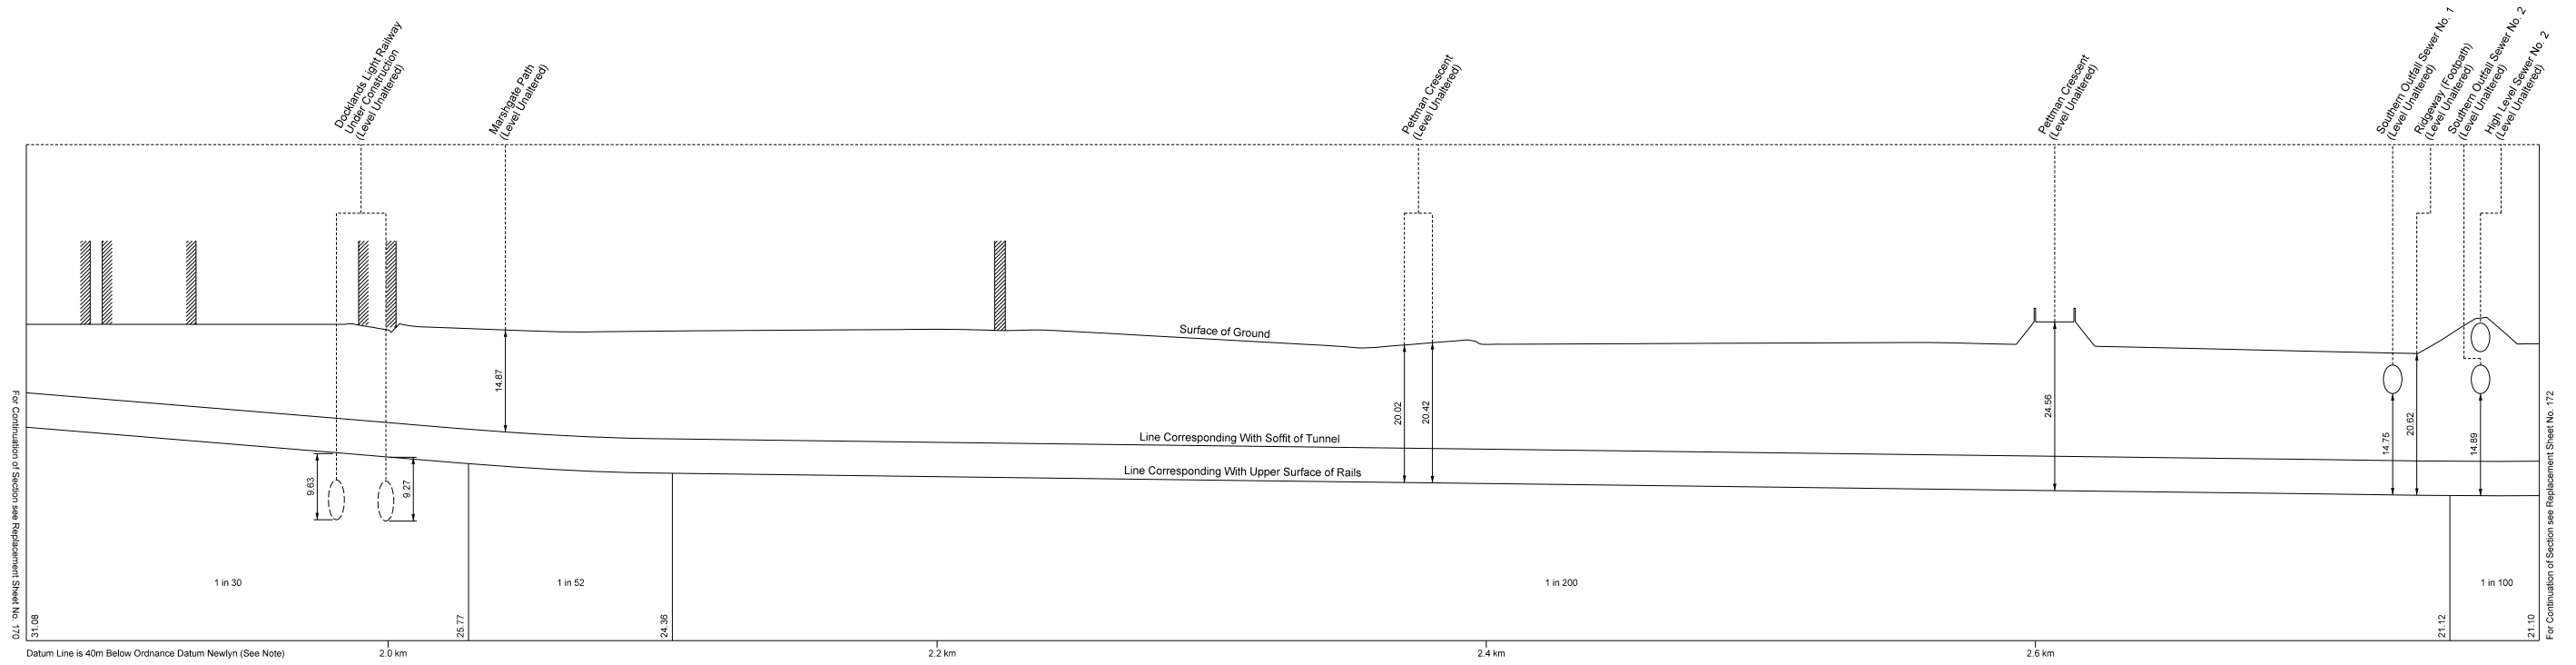 Docklands Light Railway
Under Construction
(Level Unaltered)
Marshgate Path
(Level Unaltered)
Pettman Crescent
(Level Unaltered)
Pettman Crescent
(Level Unaltered)
Southern Outfall Sewer No. 1
(Level Unaltered)
Ridgeway (Footpath)
(Level Unaltered)
Southern Outfall Sewer No. 2
(Level Unaltered)
High Level Sewer No. 2
(Level Unaltered)
Surface of Ground
14.87
20.02
20.42
24.56
14.75
20.62
14.89
Line Corresponding With Soffit of Tunnel
Line Corresponding With Upper Surface of Rails
9.63
9.27
For Continuation of Section see Replacement Sheet No. 170
For Continuation of Section see Replacement Sheet No. 172
1 in 30
1 in 52
1 in 200
1 in 100
31.08
25.77
24.36
21.12
21.10
Datum Line is 40m Below Ordnance Datum Newlyn (See Note)
2.0 km
2.2 km
2.4 km
2.6 km